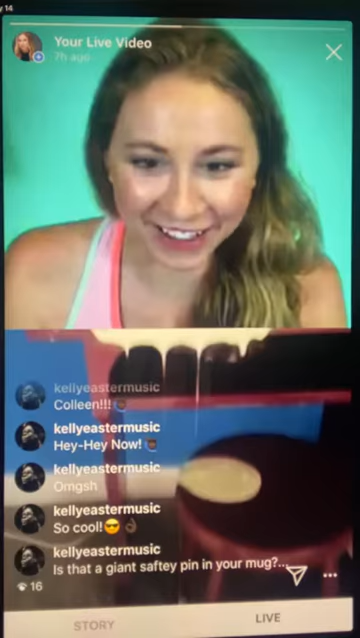 y 14
Your Live Video
7h ago
kellyeastermusic
Colleen!!!
kellyeastermusic
Hey-Hey Now!
kellyeastermusic
Omgsh
kellyeastermusic
So cool!😎👌🏿
kellyeastermusic
Is that a giant saftey pin in your mug?...
16
STORY
LIVE